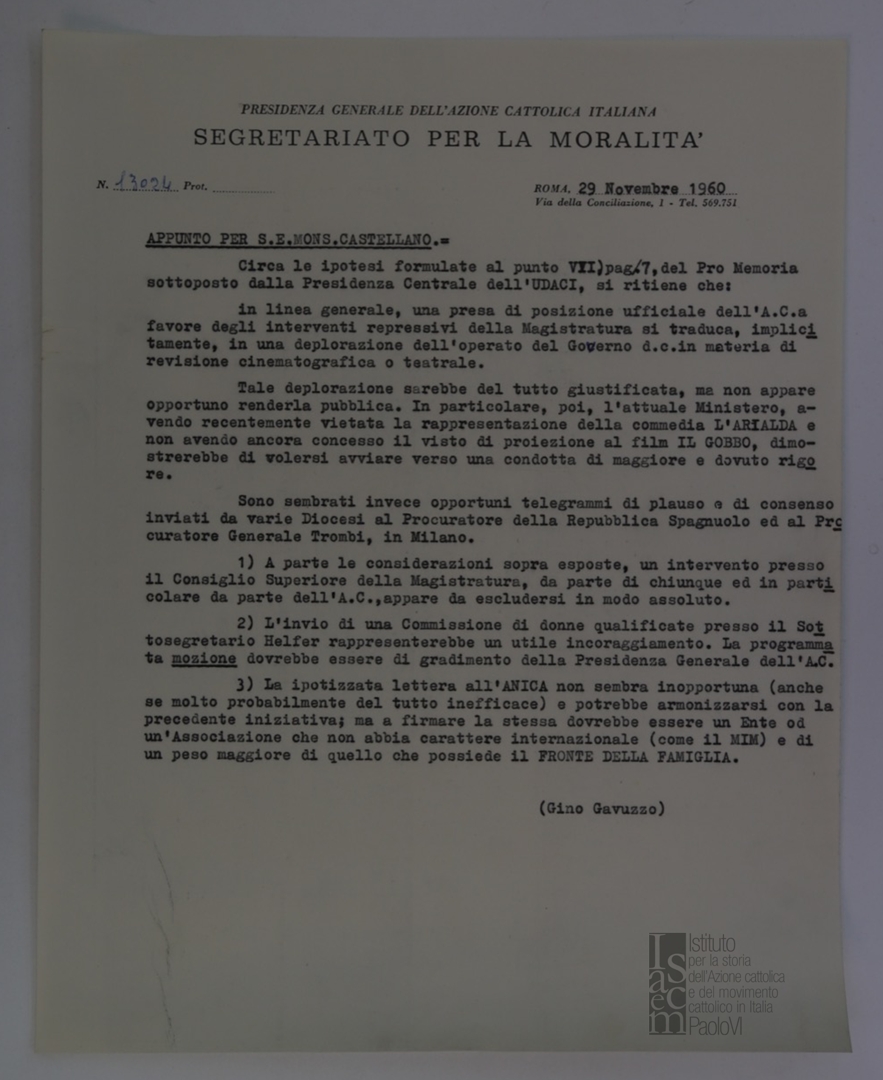 PRESIDENZA GENERALE DELL'AZIONE CATTOLICA ITALIANA
SEGRETARIATO PER LA MORALITA'
N. 13024 Prot.
ROMA, 29 Novembre 1960
Via della Conciliazione, 1 - Tel. 569.751
APPUNTO PER S.E.MONS.CASTELLANO.=
Circa le ipotesi formulate al punto VII)pag/7,del Pro Memoria
sottoposto dalla Presidenza Centrale dell'UDACI, si ritiene che:
in linea generale, una presa di posizione ufficiale dell'A.C.a
favore degli interventi repressivi della Magistratura si traduca, implici
tamente, in una deplorazione dell'operato del Governo d.c.in materia di
revisione cinematografica o teatrale.
Tale deplorazione sarebbe del tutto giustificata, ma non appare
opportuno renderla pubblica. In particolare, poi, l'attuale Ministero, a-
vendo recentemente vietata la rappresentazione della commedia L'ARIALDA e
non avendo ancora concesso il visto di proiezione al film IL GOBBO, dimo-
strerebbe di volersi avviare verso una condotta di maggiore e dovuto rigo
re.
Sono sembrati invece opportuni telegrammi di plauso e di consenso
inviati da varie Diocesi al Procuratore della Repubblica Spagnuolo ed al Pro
curatore Generale Trombi, in Milano.
1) A parte le considerazioni sopra esposte, un intervento presso
il Consiglio Superiore della Magistratura, da parte di chiunque ed in parti
colare da parte dell'A.C.,appare da escludersi in modo assoluto.
2) L'invio di una Commissione di donne qualificate presso il Sot
tosegretario Helfer rappresenterebbe un utile incoraggiamento. La programma
ta mozione dovrebbe essere di gradimento della Presidenza Generale dell'A.C.
3) La ipotizzata lettera all'ANICA non sembra inopportuna (anche
se molto probabilmente del tutto inefficace) e potrebbe armonizzarsi con la
precedente iniziativa; ma a firmare la stessa dovrebbe essere un Ente od
un'Associazione che non abbia carattere internazionale (come il MIM) e di
un peso maggiore di quello che possiede il FRONTE DELLA FAMIGLIA.
(Gino Gavuzzo)
Isacem
Istituto
per la storia
dell'Azione cattolica
e del movimento
cattolico in Italia
PaoloVI